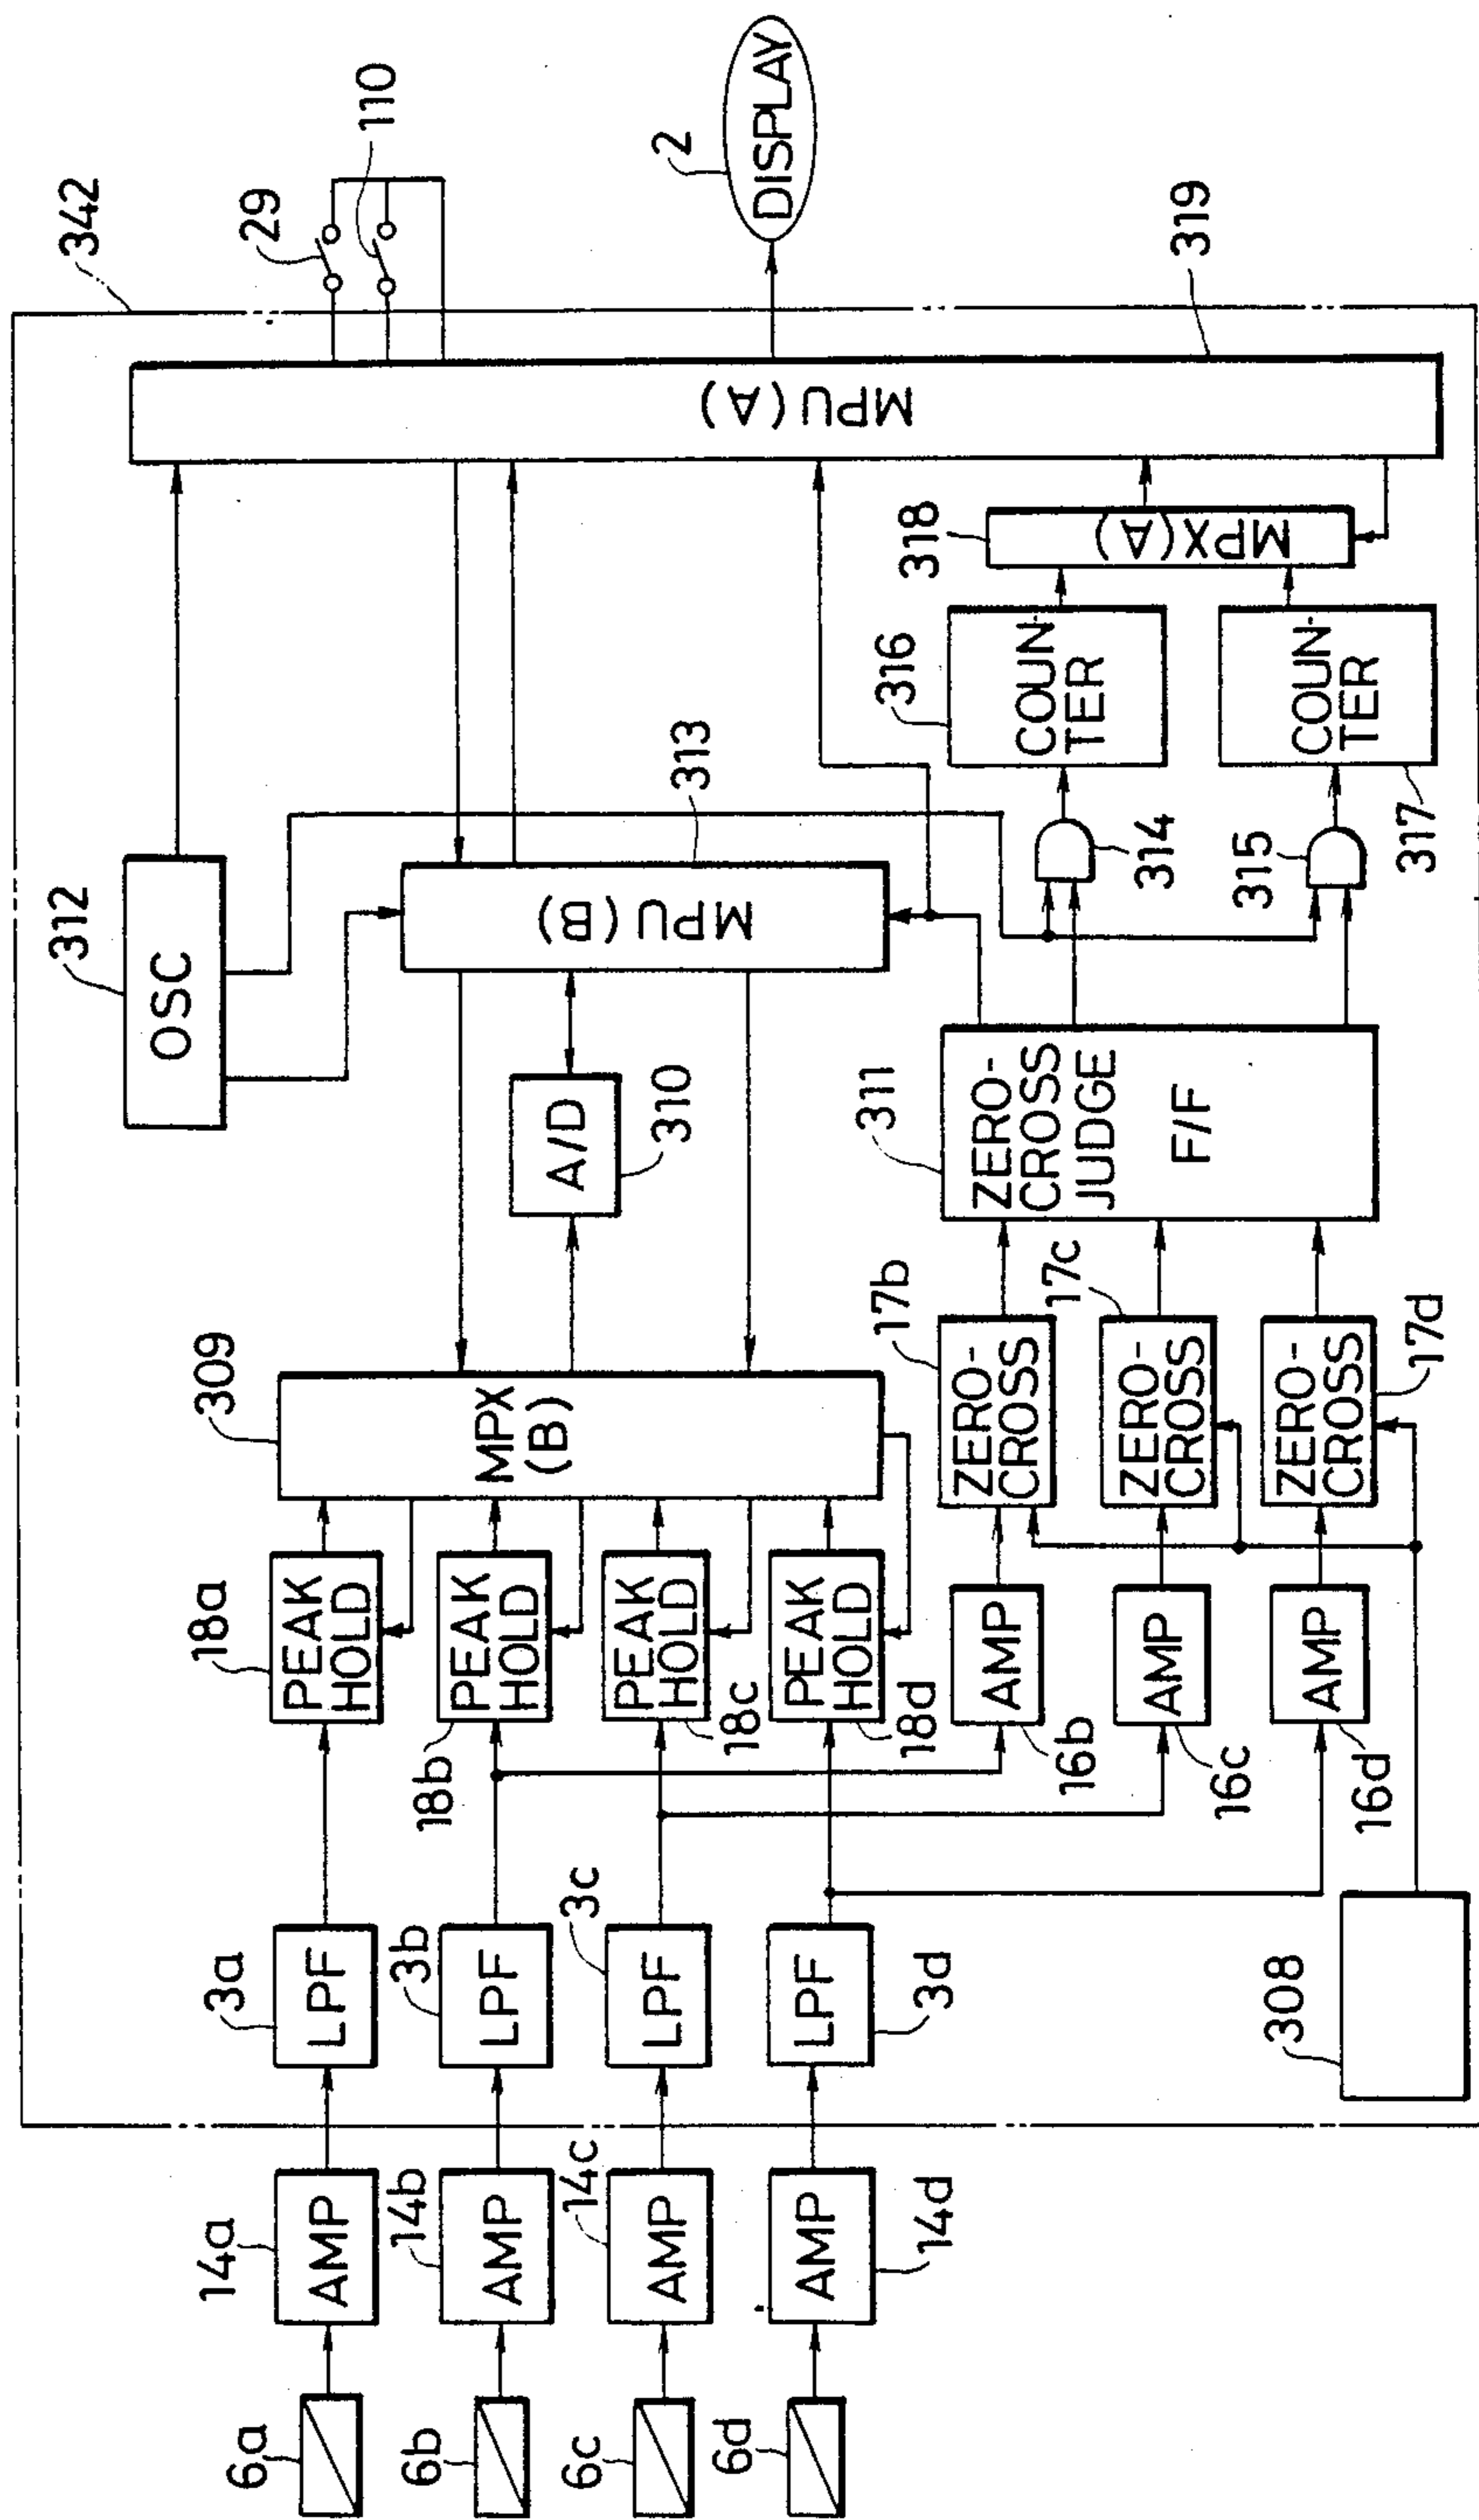 6a
6b
6c
6d
14a
AMP
14b
AMP
14c
AMP
14d
AMP
3a
LPF
3b
LPF
3c
LPF
3d
LPF
308
18a
PEAK
HOLD
18b
PEAK
HOLD
18c
PEAK
HOLD
18d
PEAK
HOLD
16b
AMP
16c
AMP
16d
AMP
309
MPX
(B)
17b
ZERO-
CROSS
17c
ZERO-
CROSS
17d
ZERO-
CROSS
A/D
310
311
ZERO-
CROSS
JUDGE
F/F
312
OSC
313
MPU(B)
314
315
316
COUN-
TER
317
COUN-
TER
318
MPX(A)
MPU(A)
319
342
29
110
2
DISPLAY